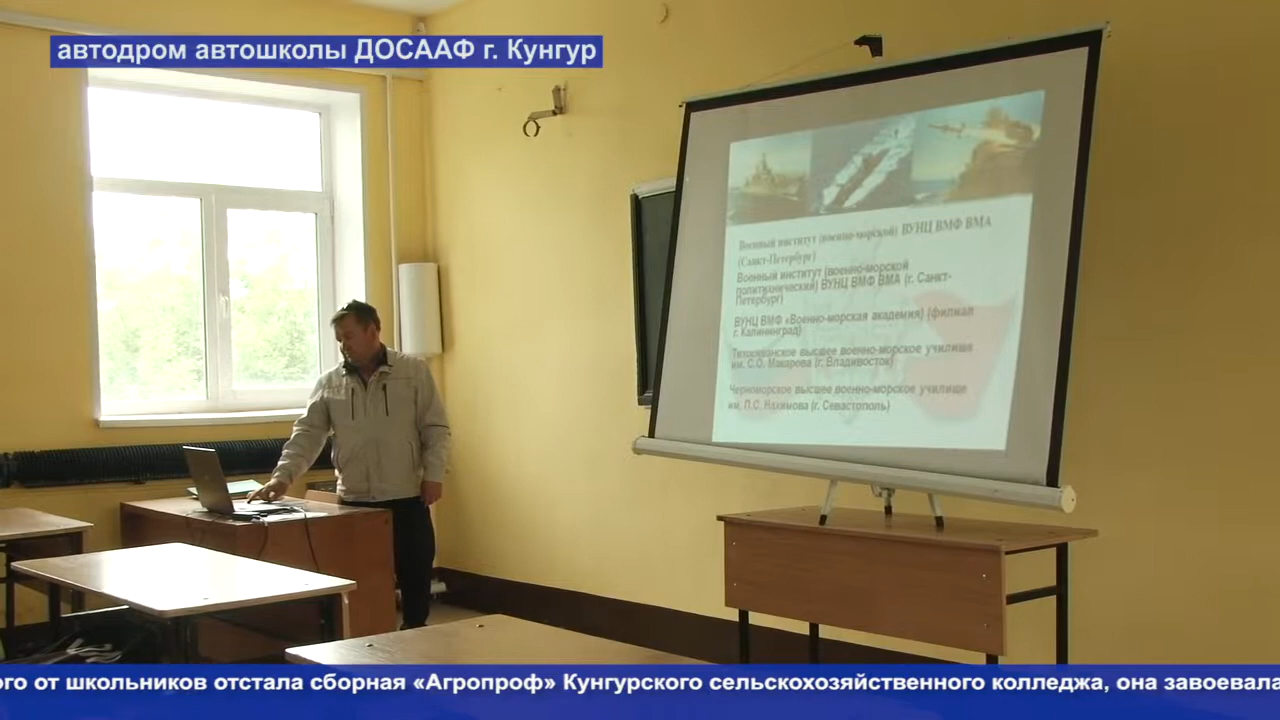 автодром автошколы ДОСААФ г. Кунгур
Военный институт (военно-морской) ВУНЦ ВМФ ВМА
(Санкт-Петербург)
Военный институт (военно-морской
политехнический) ВУНЦ ВМФ ВМА (г. Санкт-
Петербург)
ВУНЦ ВМФ «Военно-морская академия) (филиал
г. Калининград)
Тихоокеанское высшее военно-морское училище
им. С.О. Макарова (г. Владивосток)
Черноморское высшее военно-морское училище
им. П.С. Нахимова (г. Севастополь)
ого от школьников отстала сборная «Агропроф» Кунгурского сельскохозяйственного колледжа, она завоевала